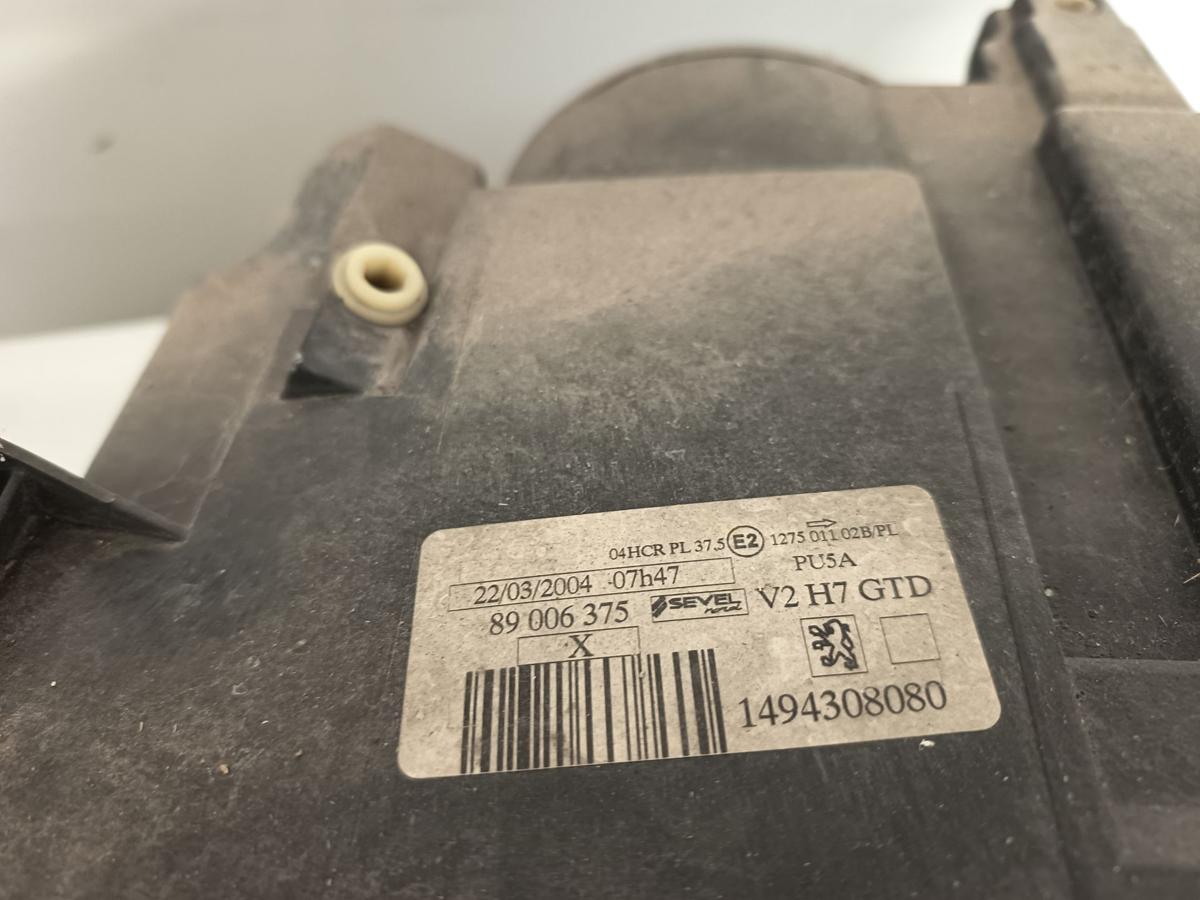 04HCR PL 37,5 E2 1275 011 02B/PL
22/03/2004 07h47 PU5A
89 006 375 SEVEL V2 H7 GTD
X
1494308080